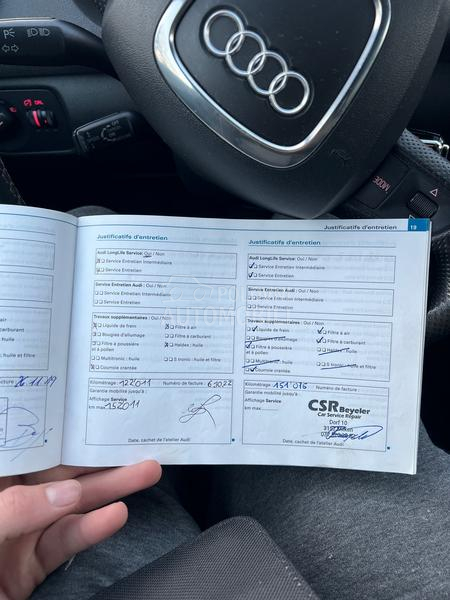 MODE
19
Justificatifs d'entretien
Audi LongLife Service: Oui / Non
Service Entretien Intermédiaire
Service Entretien
Service Entretien Audi : Oui / Non
Service Entretien Intermédiaire
Service Entretien
Travaux supplémentaires : Oui / Non
Liquide de frein
Filtre à air
Bougies d'allumage
Filtre à carburant
Filtre à poussière et à pollen
Haldex : huile
Multitronic : huile
S tronic : huile et filtre
Courroie crantée
Kilométrage : 122011
Numéro de facture :
Garantie mobilité jusqu'à :
Affichage Service
km max 152011
Date, cachet de l'atelier Audi
Justificatifs d'entretien
Justificatifs d'entretien
Audi LongLife Service : Oui / Non
Service Entretien Intermédiaire
Service Entretien
Service Entretien Audi : Oui / Non
Service Entretien Intermédiaire
Service Entretien
Travaux supplémentaires : Oui / Non
Liquide de frein
Filtre à air
Bougies d'allumage
Filtre à carburant
Filtre à poussière et à pollen
Haldex : huile
Multitronic : huile
S tronic : huile et filtre
Courroie crantée
Kilométrage : 151 015
Numéro de facture :
Garantie mobilité jusqu'à :
Affichage Service
km max
CSR Beyeler
Car Service Repair
Dorf 10
Date, cachet de l'atelier Audi